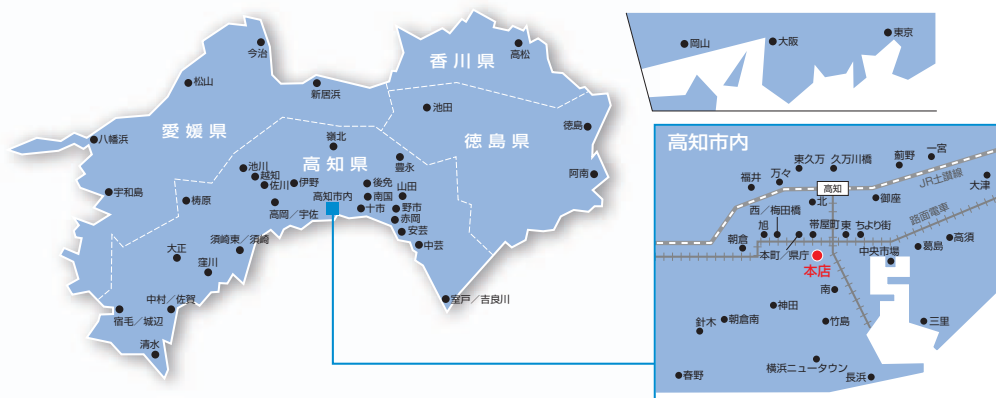 今治
松山
新居浜
香川県
高松
愛媛県
池田
徳島県
徳島
八幡浜
嶺北
高知県
豊永
阿南
宇和島
池川
越知
佐川
伊野
高知市内
後免
南国
十市
山田
野市
赤岡
安芸
中芸
梼原
高岡／宇佐
須崎東／須崎
大正
窪川
室戸／吉良川
中村／佐賀
宿毛／城辺
清水
岡山
大阪
東京
高知市内
東久万
久万川橋
薊野
一宮
福井
万々
高知
JR土讃線
大津
北
御座
西／梅田橋
路面電車
朝倉
旭
帯屋町
東
ちより街
高須
葛島
本町／県庁
中央市場
本店
南
神田
針木
朝倉南
竹島
三里
横浜ニュータウン
春野
長浜